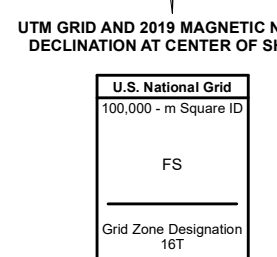 UTM GRID AND 2019 MAGNETIC
DECLINATION AT CENTER OF
U.S. National Grid
100,000 - m Square ID
FS
Grid Zone Designation
16T